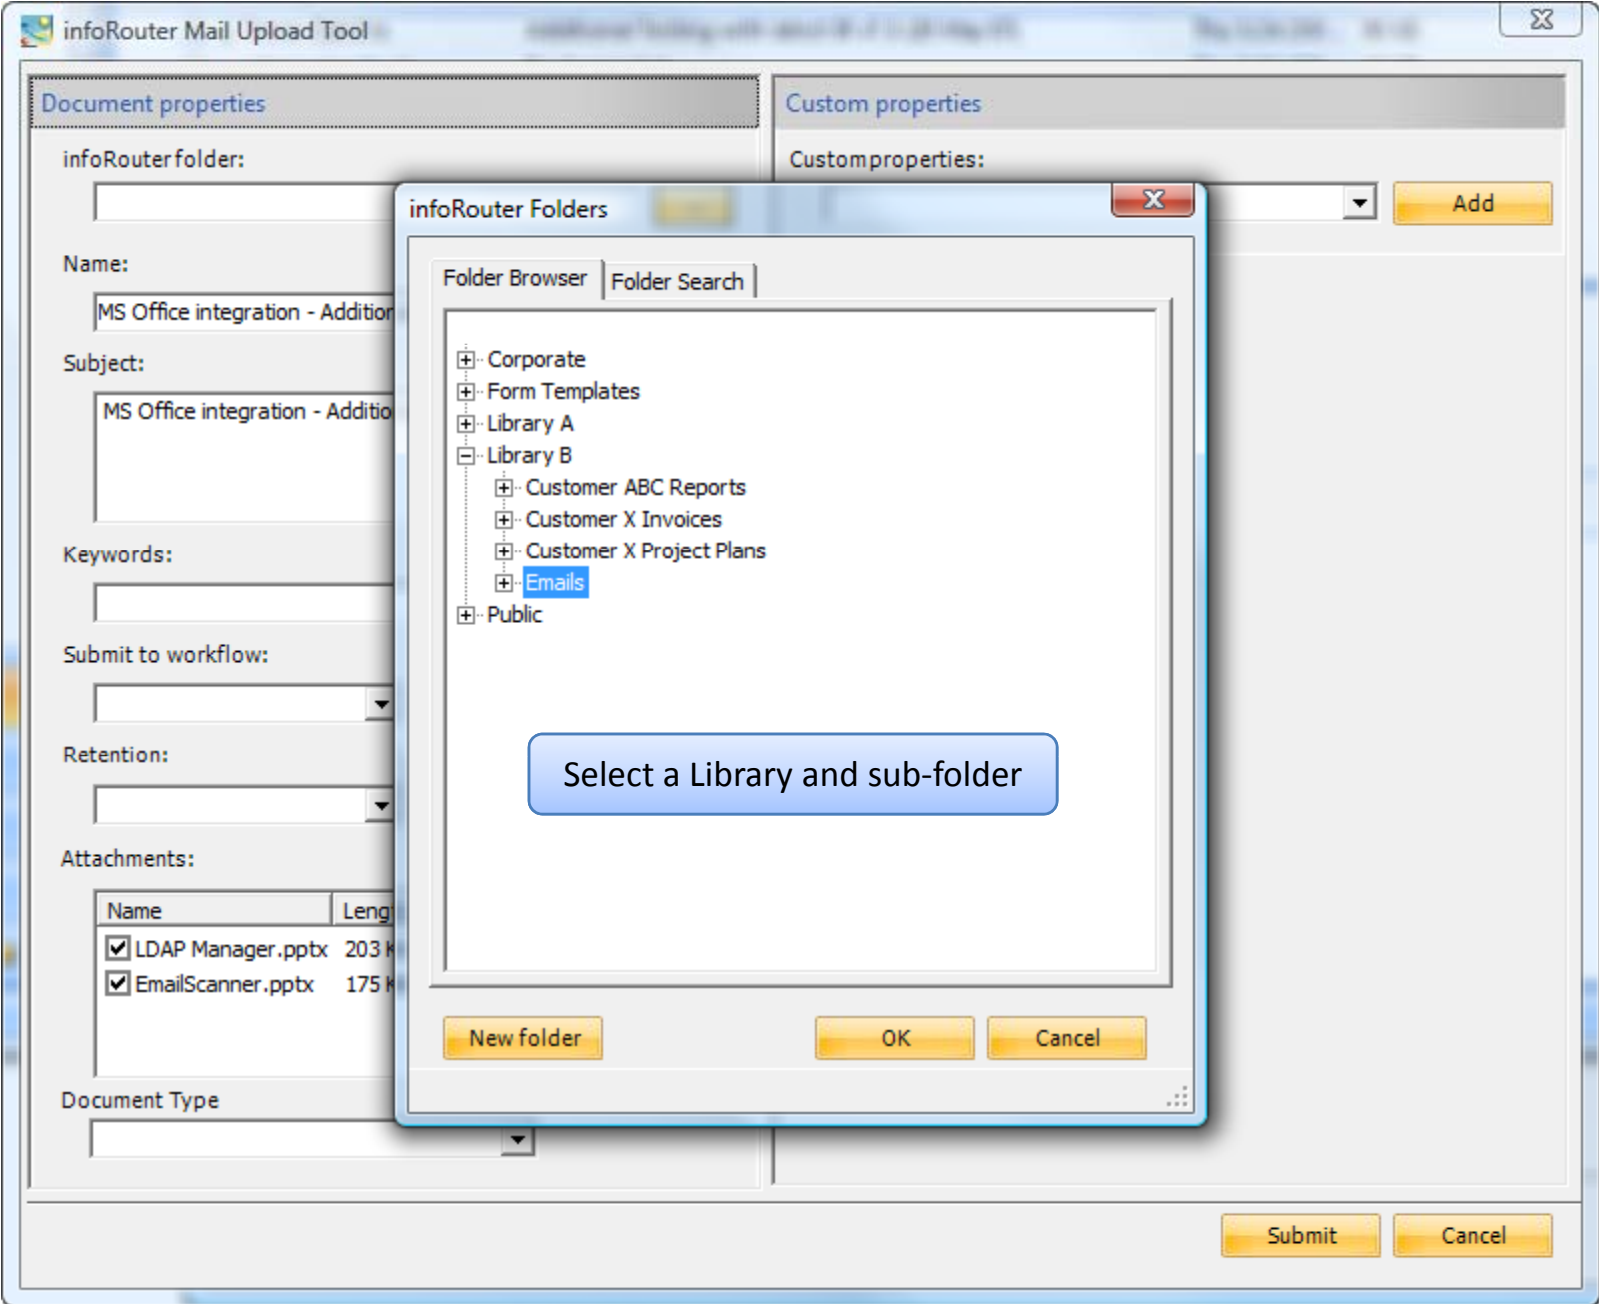 infoRouter Mail Upload Tool
Document properties
Custom properties
infoRouter folder:
Custom properties:
Add
Name:
MS Office integration - Addition
Subject:
MS Office integration - Additio
Keywords:
Submit to workflow:
Retention:
Attachments:
Name Leng
LDAP Manager.pptx 203 K
EmailScanner.pptx 175 K
Document Type
infoRouter Folders
Folder Browser
Folder Search
Corporate
Form Templates
Library A
Library B
Customer ABC Reports
Customer X Invoices
Customer X Project Plans
Emails
Public
Select a Library and sub-folder
New folder
OK
Cancel
Submit
Cancel